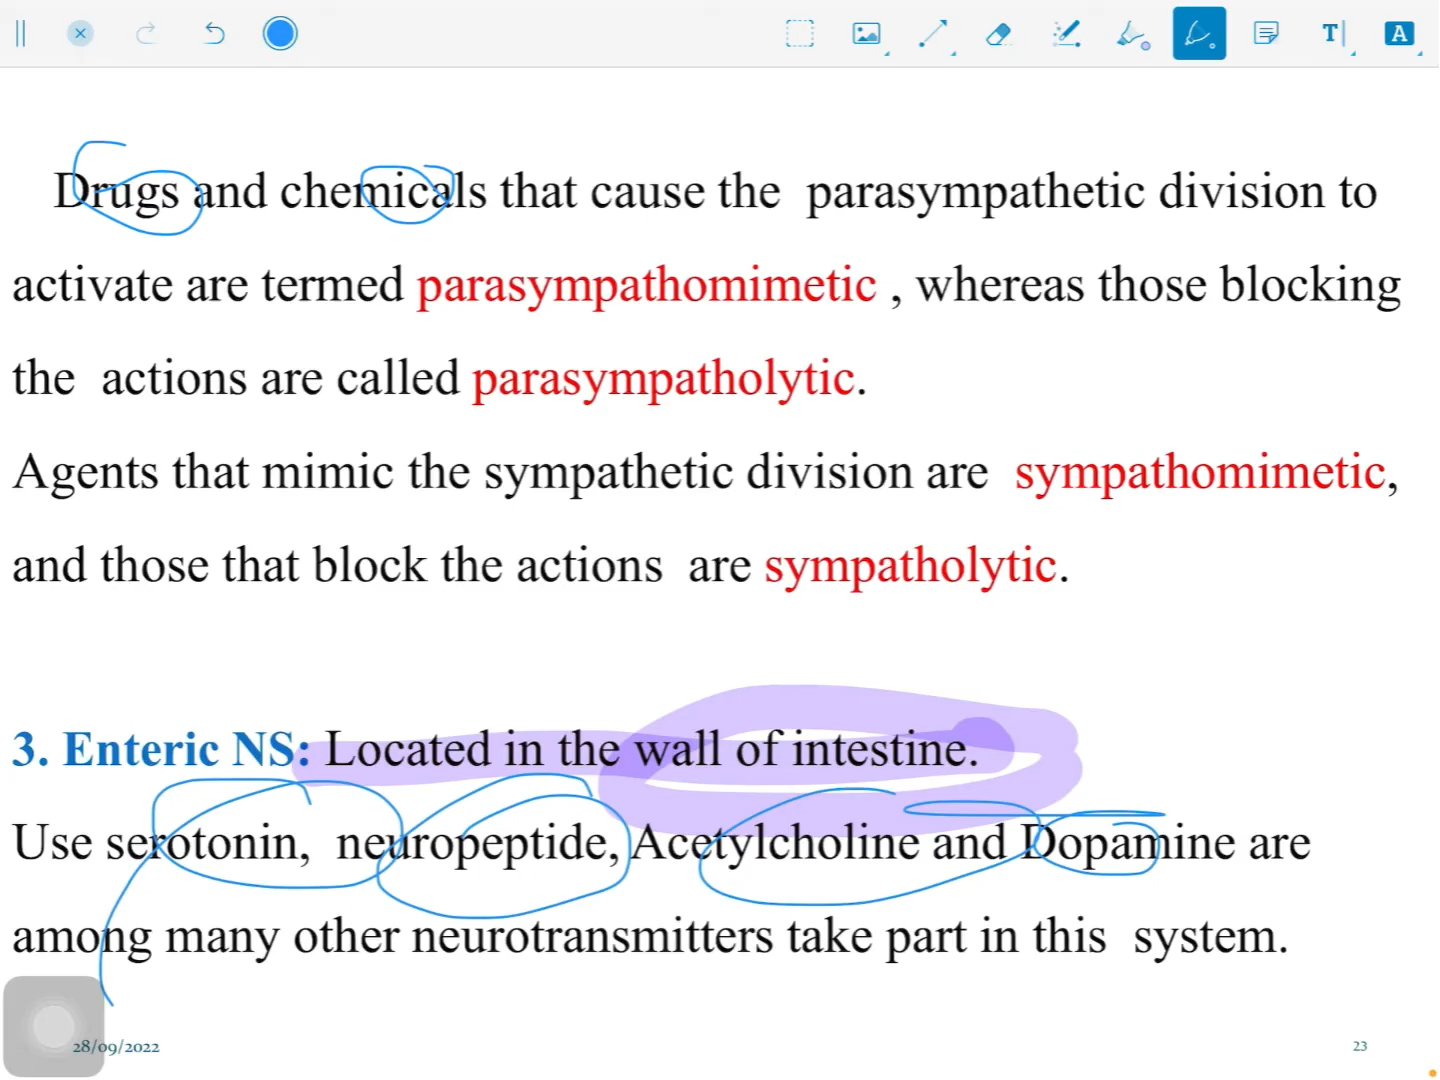 T
A
Drugs and chemicals that cause the parasympathetic division to
activate are termed parasympathomimetic , whereas those blocking
the actions are called parasympatholytic.
Agents that mimic the sympathetic division are sympathomimetic,
and those that block the actions are sympatholytic.
3. Enteric NS: Located in the wall of intestine.
Use serotonin, neuropeptide, Acetylcholine and Dopamine are
among many other neurotransmitters take part in this system.
28/09/2022
23